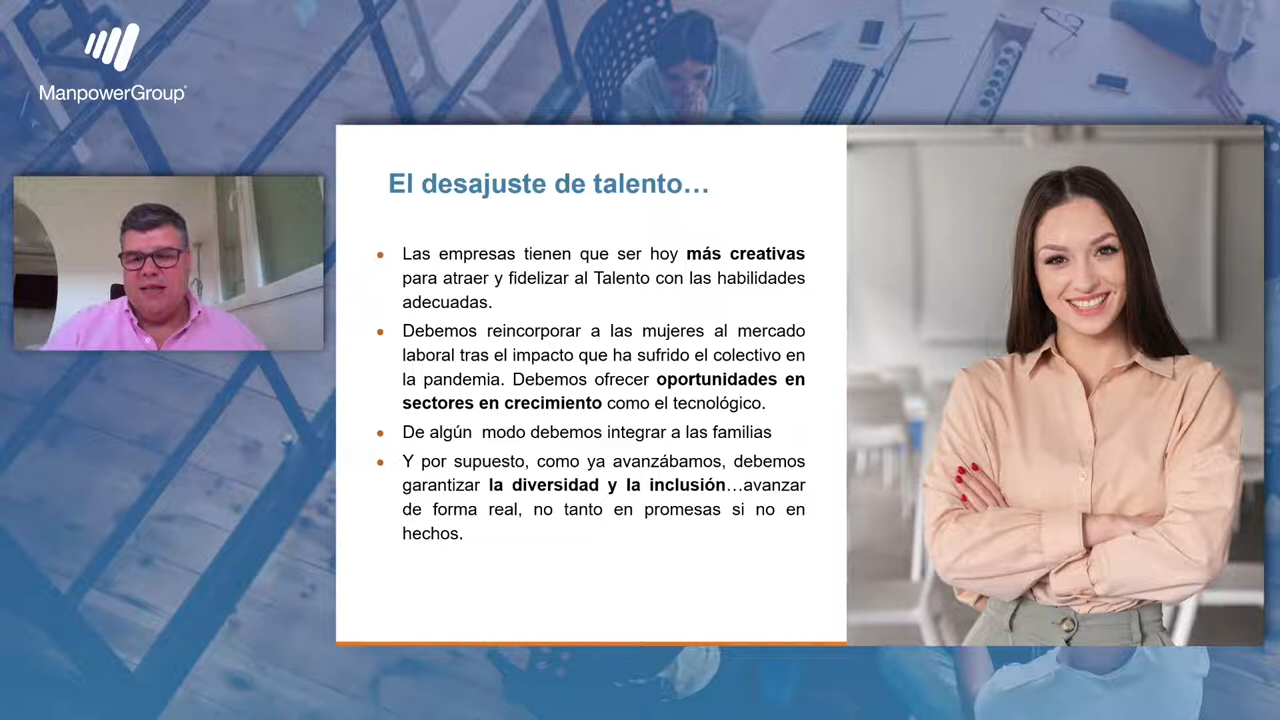 ManpowerGroup
El desajuste de talento…
• Las empresas tienen que ser hoy más creativas
para atraer y fidelizar al Talento con las habilidades
adecuadas.
• Debemos reincorporar a las mujeres al mercado
laboral tras el impacto que ha sufrido el colectivo en
la pandemia. Debemos ofrecer oportunidades en
sectores en crecimiento como el tecnológico.
• De algún  modo debemos integrar a las familias
• Y por supuesto, como ya avanzábamos, debemos
garantizar la diversidad y la inclusión…avanzar
de forma real, no tanto en promesas si no en
hechos.